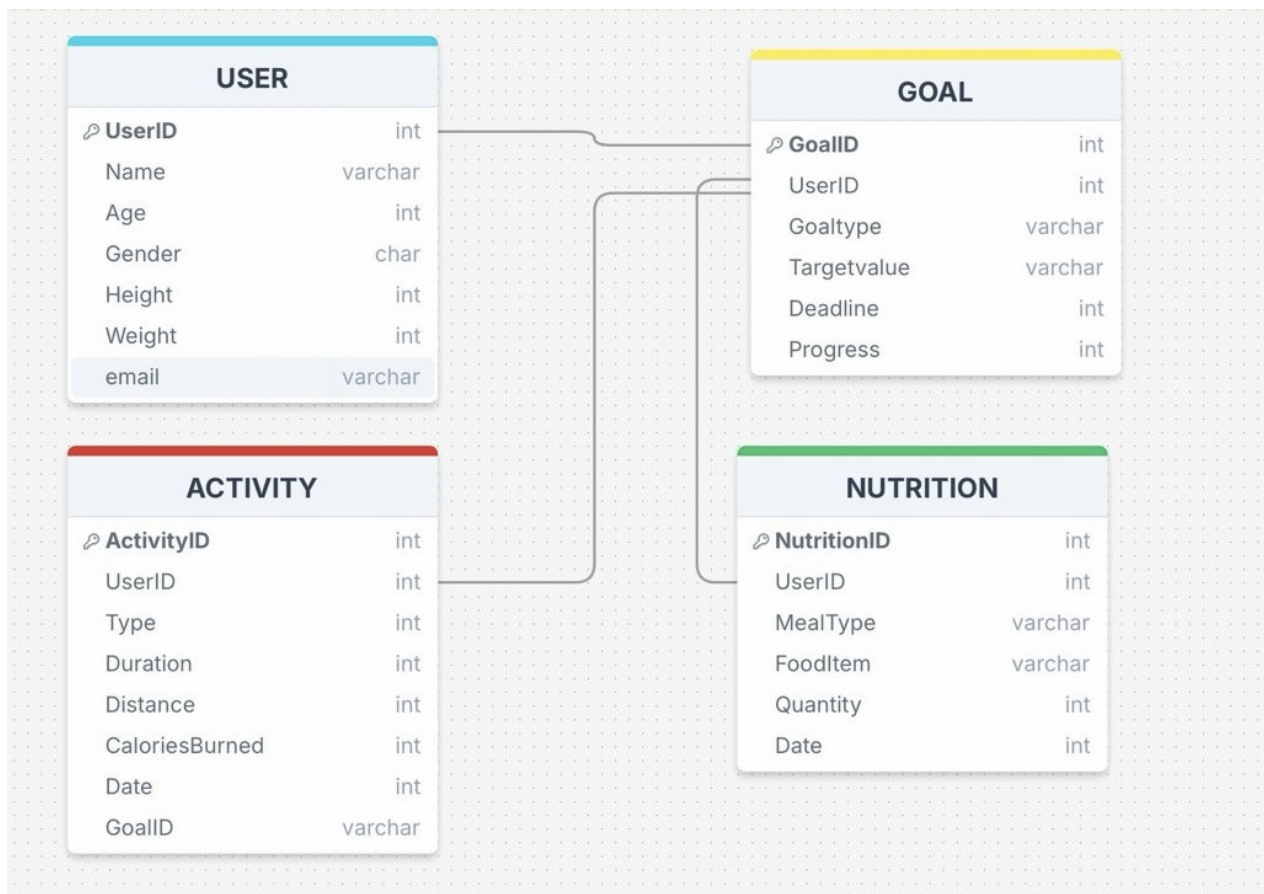 USER
UserID int
Name varchar
Age int
Gender char
Height int
Weight int
email varchar
GOAL
GoalID int
UserID int
Goaltype varchar
Targetvalue varchar
Deadline int
Progress int
ACTIVITY
ActivityID int
UserID int
Type int
Duration int
Distance int
CaloriesBurned int
Date int
GoalID varchar
NUTRITION
NutritionID int
UserID int
MealType varchar
FoodItem varchar
Quantity int
Date int